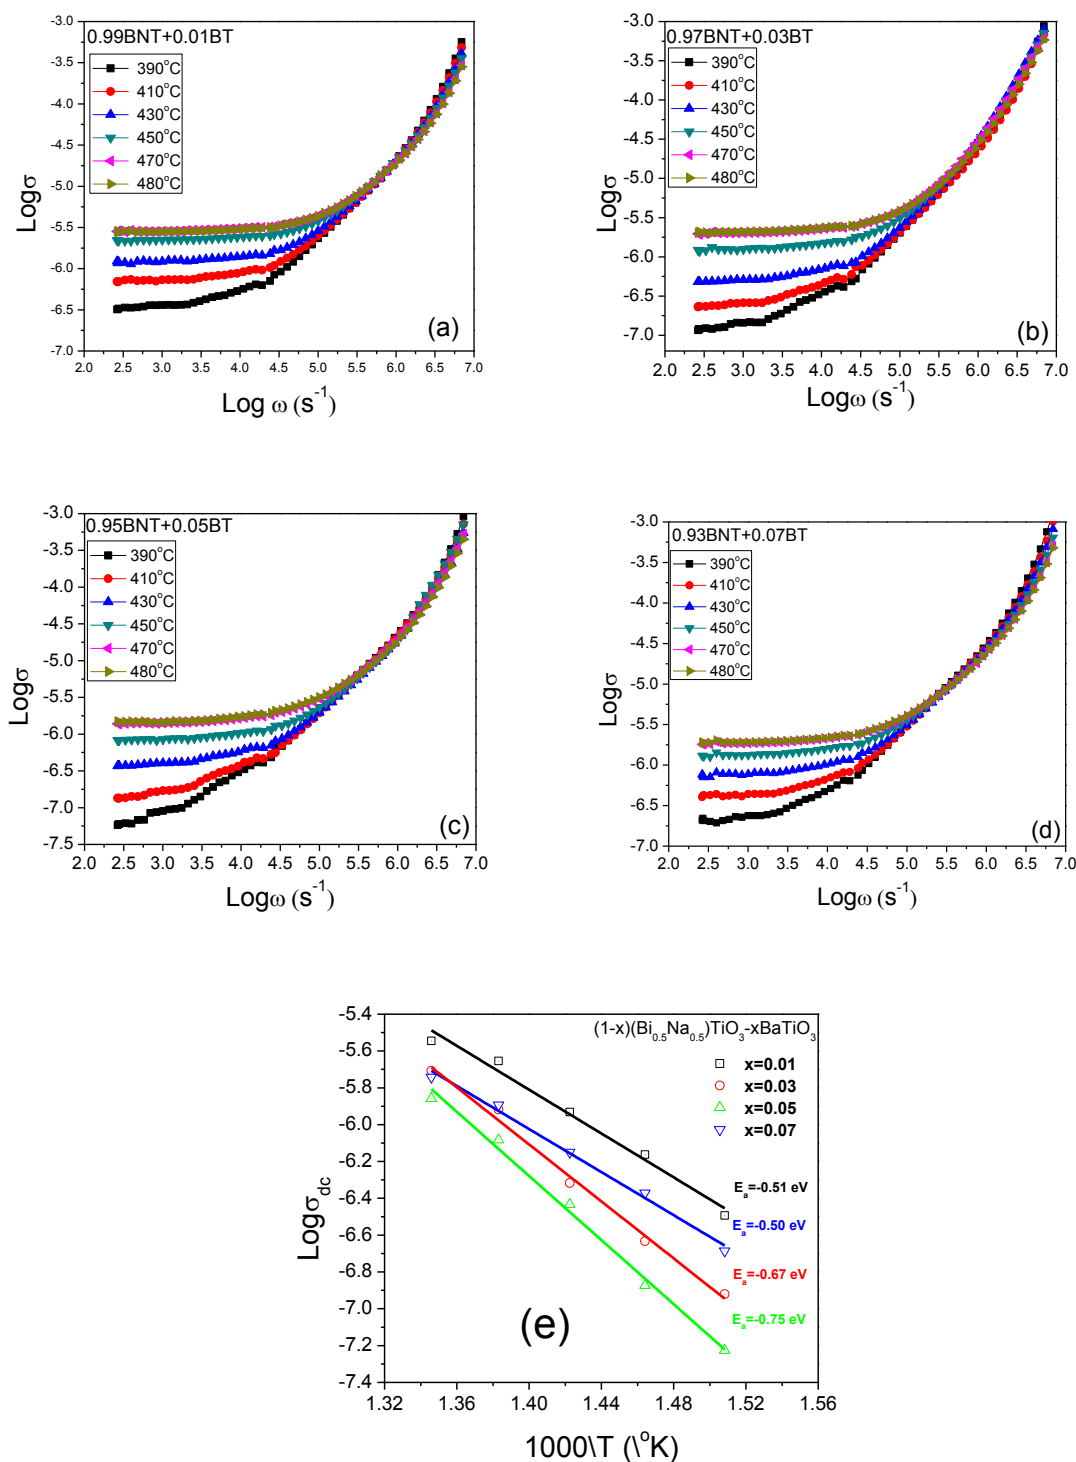 0.99BNT+0.01BT
390°C
410°C
430°C
450°C
470°C
480°C
-3.0
-3.5
-4.0
-4.5
-5.0
-5.5
-6.0
-6.5
-7.0
Logσ
(a)
2.0 2.5 3.0 3.5 4.0 4.5 5.0 5.5 6.0 6.5 7.0
Log ω (s⁻¹)
0.97BNT+0.03BT
390°C
410°C
430°C
450°C
470°C
480°C
-3.0
-3.5
-4.0
-4.5
-5.0
-5.5
-6.0
-6.5
-7.0
Logσ
(b)
2.0 2.5 3.0 3.5 4.0 4.5 5.0 5.5 6.0 6.5 7.0
Logω (s⁻¹)
0.95BNT+0.05BT
390°C
410°C
430°C
450°C
470°C
480°C
-3.0
-3.5
-4.0
-4.5
-5.0
-5.5
-6.0
-6.5
-7.0
-7.5
Logσ
(c)
2.0 2.5 3.0 3.5 4.0 4.5 5.0 5.5 6.0 6.5 7.0
Logω (s⁻¹)
0.93BNT+0.07BT
390°C
410°C
430°C
450°C
470°C
480°C
-3.0
-3.5
-4.0
-4.5
-5.0
-5.5
-6.0
-6.5
-7.0
Logσ
(d)
2.0 2.5 3.0 3.5 4.0 4.5 5.0 5.5 6.0 6.5 7.0
Logω (s⁻¹)
(1-x)(Bi₀.₅Na₀.₅)TiO₃-xBaTiO₃
x=0.01
x=0.03
x=0.05
x=0.07
-5.4
-5.6
-5.8
-6.0
-6.2
-6.4
-6.6
-6.8
-7.0
-7.2
-7.4
Logσ_dc
E_a=-0.51 eV
E_a=-0.50 eV
E_a=-0.67 eV
E_a=-0.75 eV
(e)
1.32 1.36 1.40 1.44 1.48 1.52 1.56
1000\T (\°K)